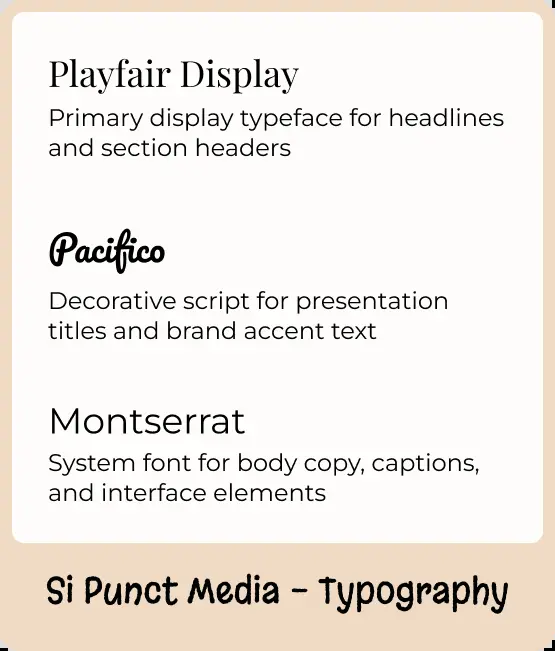 Playfair Display
Primary display typeface for headlines
and section headers
Pacifico
Decorative script for presentation
titles and brand accent text
Montserrat
System font for body copy, captions,
and interface elements
Si Punct Media - Typography